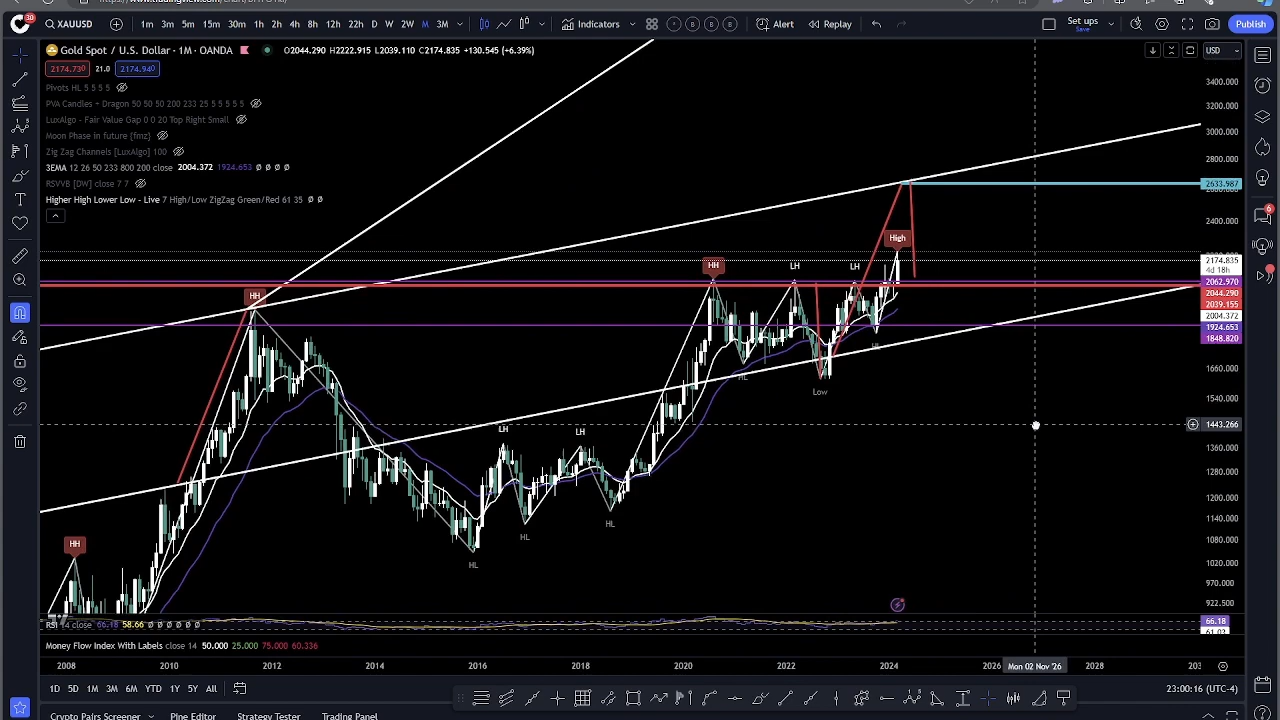 30
XAUUSD
1m 3m 5m 15m 30m 1h 2h 4h 8h 12h 22h D W 2W M 3M
Indicators
Alert
Replay
Set ups
Save
Publish
Gold Spot / U.S. Dollar · 1M · OANDA
O2044.290 H2222.915 L2039.110 C2174.835 +130.545 (+6.39%)
USD
2174.730 21.0 2174.940
Pivots HL 5 5 5 5
PVA Candles + Dragon 50 50 50 200 233 25 5 5 5 5 5
LuxAlgo - Fair Value Gap 0 0 20 Top Right Small
Moon Phase in future {fmz}
Zig Zag Channels [LuxAlgo] 100
3EMA 12 26 50 233 800 200 close 2004.372 1924.653 Ø Ø Ø Ø
RSVVB [DW] close 7 7
Higher High Lower Low - Live 7 High/Low ZigZag Green/Red 61 35 Ø Ø
3400.000
3200.000
3000.000
2800.000
2633.987
2400.000
2174.835
4d 18h
2062.970
2044.290
2039.155
2004.372
1924.653
1848.820
1660.000
1540.000
1443.266
1360.000
1280.000
1200.000
1140.000
1080.000
1020.000
970.000
922.500
66.18
61.02
High
HH
LH
LH
HH
HL
HL
Low
LH
LH
HL
HL
HL
HH
RSI 14 close 66.18 58.66 Ø Ø Ø Ø Ø Ø
Money Flow Index With Labels close 14 50.000 25.000 75.000 60.336
2008 2010 2012 2014 2016 2018 2020 2022 2024 2026 Mon 02 Nov '26 2028
1D 5D 1M 3M 6M YTD 1Y 5Y All
23:00:16 (UTC-4)
Crypto Pairs Screener Pine Editor Strategy Tester Trading Panel
6